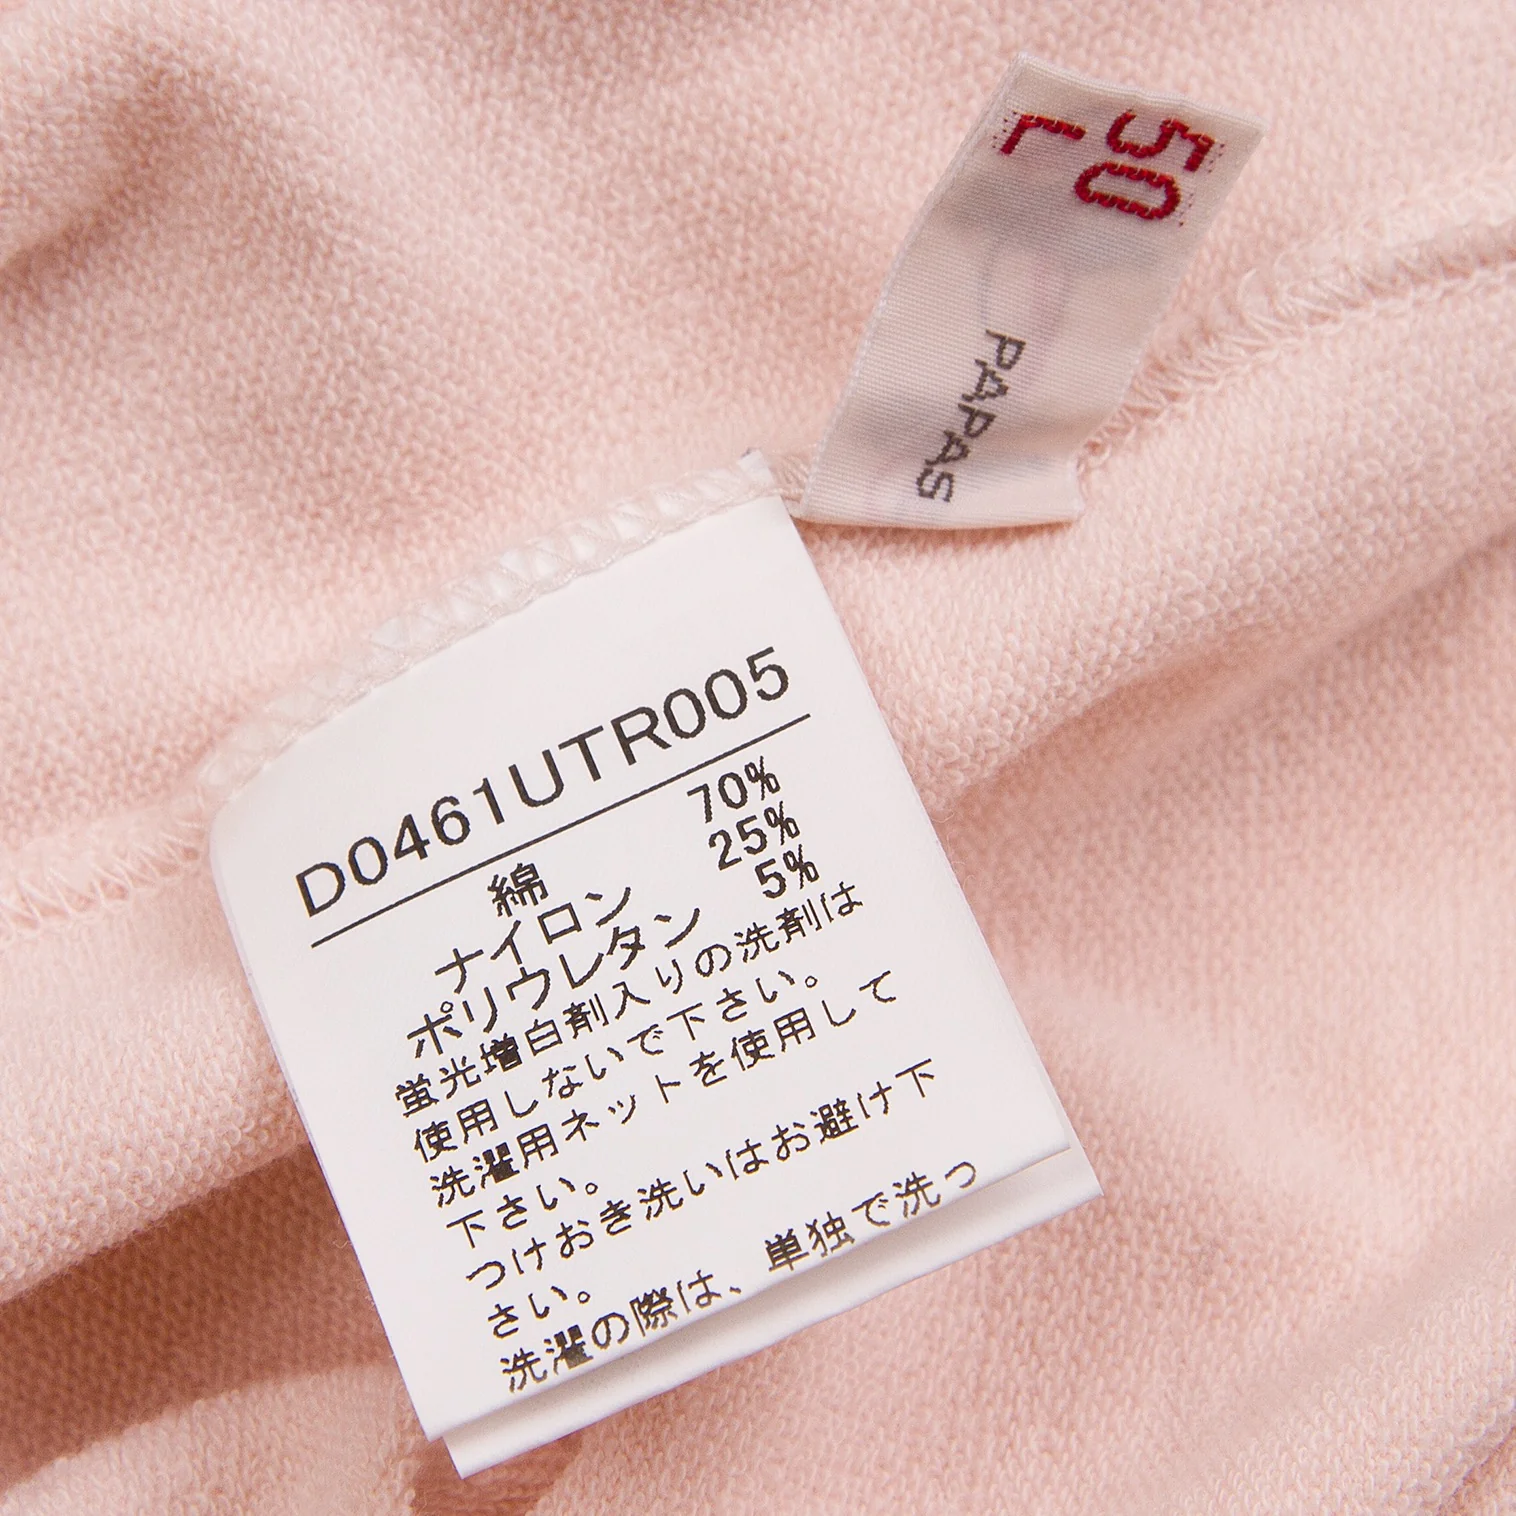 50
L
PAPAS
D0461UTR005
綿 70%
ナイロン 25%
ポリウレタン 5%
蛍光増白剤入りの洗剤は
使用しないで下さい。
洗濯用ネットを使用して
下さい。
つけおき洗いはお避け下
さい。
洗濯の際は、単独で洗っ